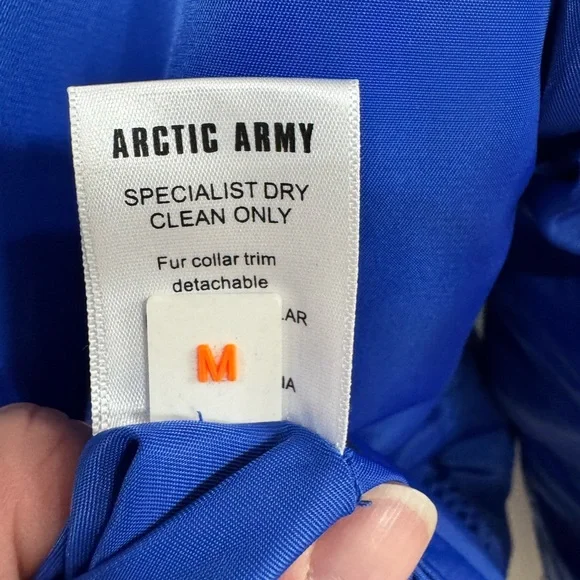 ARCTIC ARMY
SPECIALIST DRY
CLEAN ONLY
Fur collar trim
detachable
M